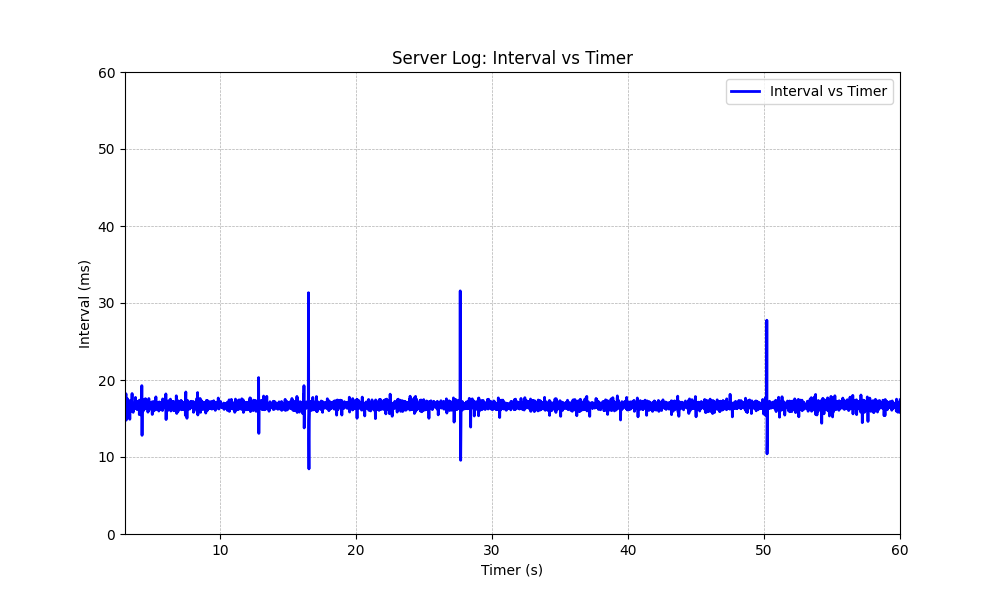 Server Log: Interval vs Timer
60
Interval vs Timer
50
40
30
20
10
0
Interval (ms)
10 20 30 40 50 60
Timer (s)